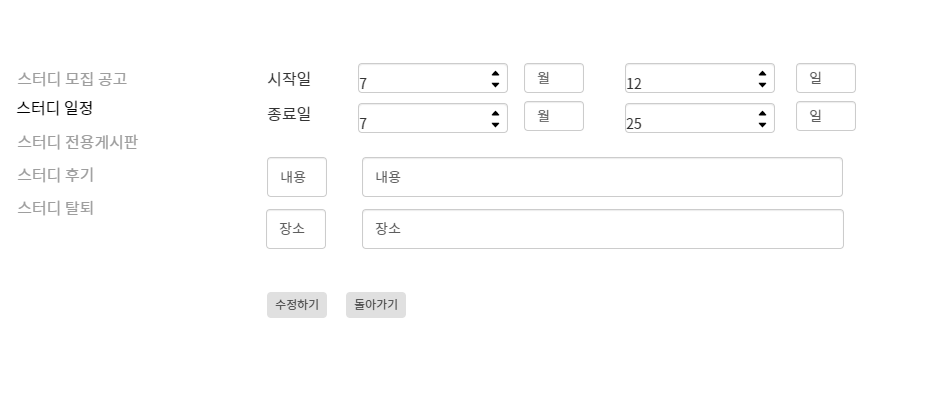 스터디 모집 공고
스터디 일정
스터디 전용게시판
스터디 후기
스터디 탈퇴
시작일 7 월 12 일
종료일 7 월 25 일
내용 내용
장소 장소
수정하기 돌아가기